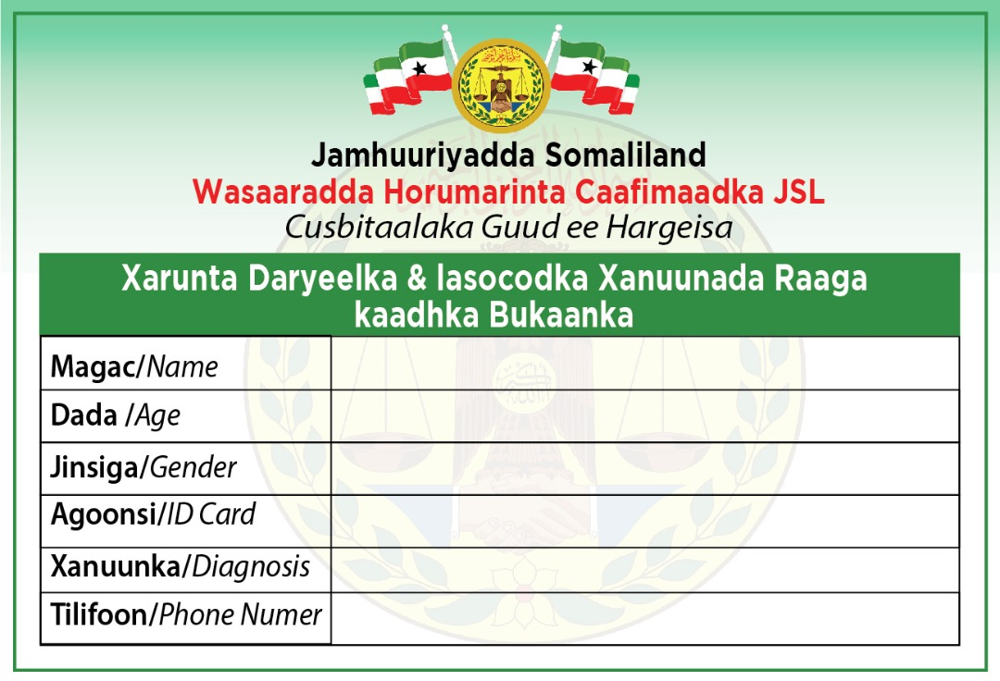 Jamhuuriyadda Somaliland
Wasaaradda Horumarinta Caafimaadka JSL
Cusbitaalaka Guud ee Hargeisa
Xarunta Daryeelka & lasocodka Xanuunada Raaga
kaadhka Bukaanka
Magac/Name
Dada /Age
Jinsiga/Gender
Agoonsi/ID Card
Xanuunka/Diagnosis
Tilifoon/Phone Numer